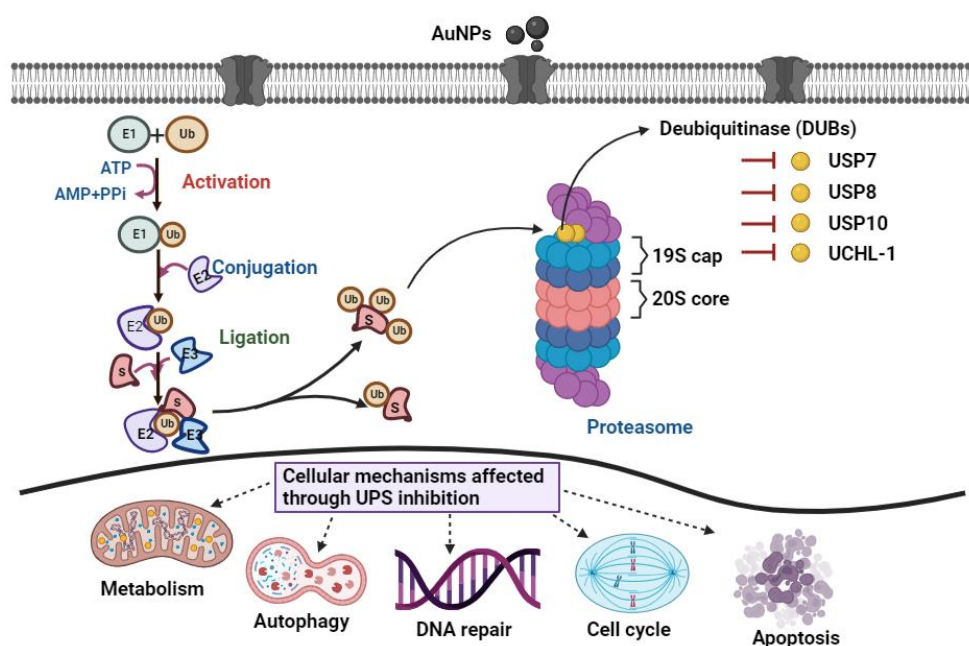 AuNPs
E1
+
Ub
ATP
AMP+PPi
Activation
E1
Ub
E2
Conjugation
E2
Ub
Ligation
S
E3
S
Ub
E2
E3
Ub
Ub
S
Ub
Ub
S
Deubiquitinase (DUBs)
USP7
USP8
USP10
UCHL-1
19S cap
20S core
Proteasome
Cellular mechanisms affected
through UPS inhibition
Metabolism
Autophagy
DNA repair
Cell cycle
Apoptosis